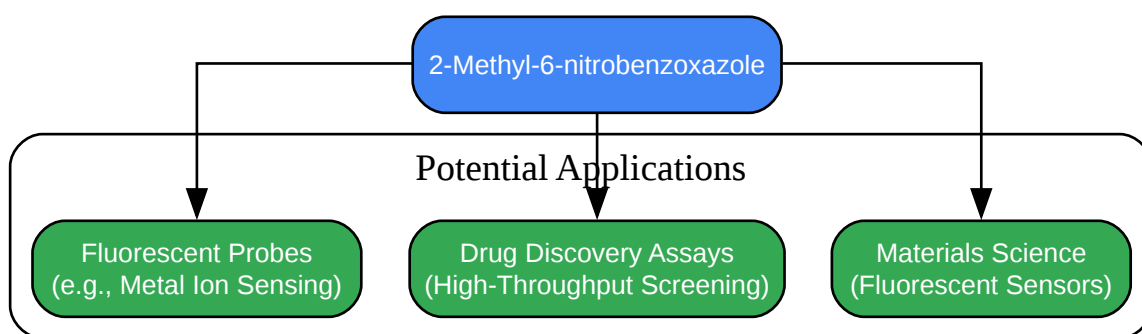 2-Methyl-6-nitrobenzoxazole
Potential Applications
Fluorescent Probes
(e.g., Metal Ion Sensing)
Drug Discovery Assays
(High-Throughput Screening)
Materials Science
(Fluorescent Sensors)